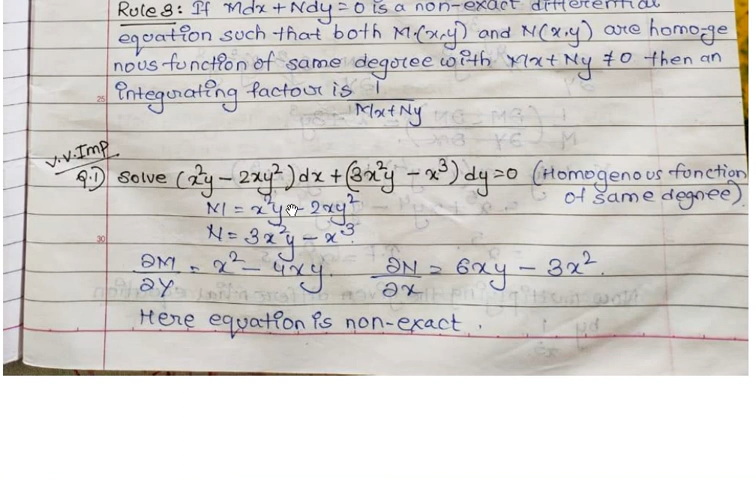 Rule 3: If Mdx + Ndy = 0 is a non-exact differential
equation such that both M(x,y) and N(x,y) are homoge
nous function of same degree with Mx + Ny ≠ 0 then an
25 integrating factor is 1/(Mx+Ny)
V.V.Imp
Q.1) Solve (x²y – 2xy²)dx + (3x²y – x³)dy = 0 (Homogenous function
of same degree).
M = x²y – 2xy²
N = 3x²y – x³.
30
∂M/∂y = x² – 4xy. ∂N/∂x = 6xy – 3x².
Here equation is non-exact.